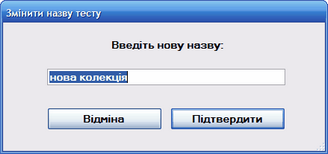 Змінити назву тесту
Введіть нову назву:
нова колекція
Відміна
Підтвердити